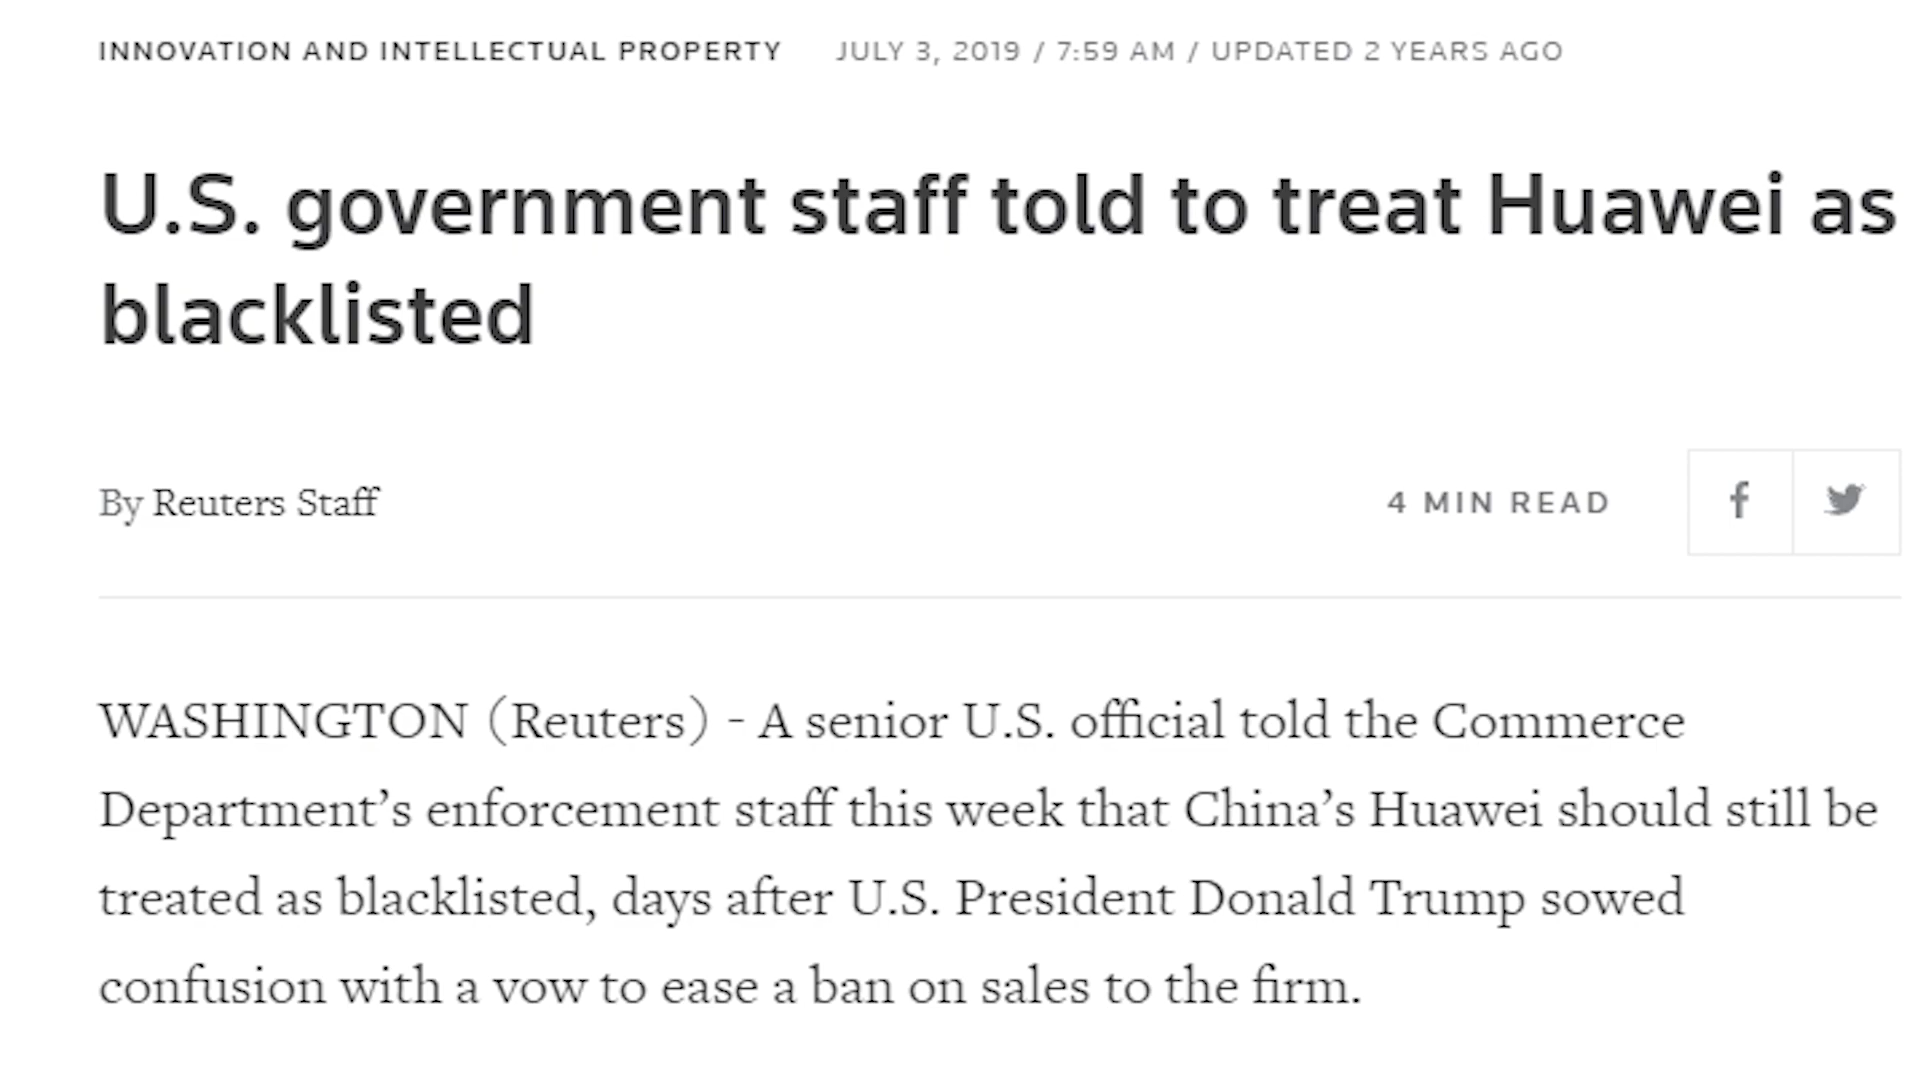 INNOVATION AND INTELLECTUAL PROPERTY JULY 3, 2019 / 7:59 AM / UPDATED 2 YEARS AGO
U.S. government staff told to treat Huawei as
blacklisted
By Reuters Staff 4 MIN READ
WASHINGTON (Reuters) - A senior U.S. official told the Commerce
Department’s enforcement staff this week that China’s Huawei should still be
treated as blacklisted, days after U.S. President Donald Trump sowed
confusion with a vow to ease a ban on sales to the firm.